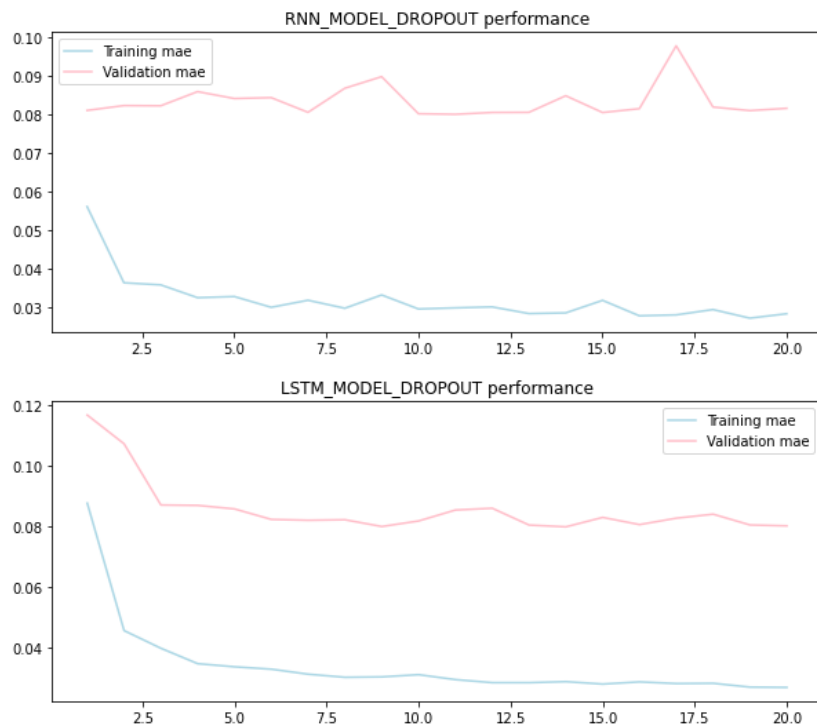 RNN_MODEL_DROPOUT performance
0.10
0.09
0.08
0.07
0.06
0.05
0.04
0.03
Training mae
Validation mae
2.5 5.0 7.5 10.0 12.5 15.0 17.5 20.0
LSTM_MODEL_DROPOUT performance
0.12
0.10
0.08
0.06
0.04
Training mae
Validation mae
2.5 5.0 7.5 10.0 12.5 15.0 17.5 20.0